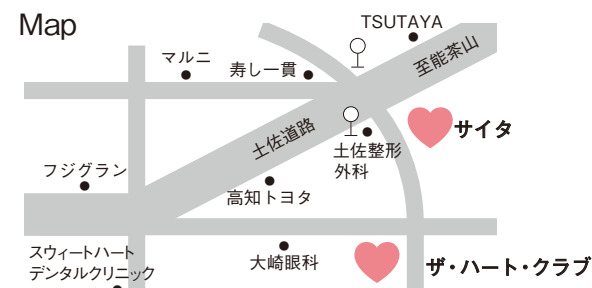 Map
TSUTAYA
至能茶山
マルニ
寿し一貫
サイタ
土佐道路
土佐整形
外科
フジグラン
高知トヨタ
大崎眼科
スウィートハート
デンタルクリニック
ザ・ハート・クラブ